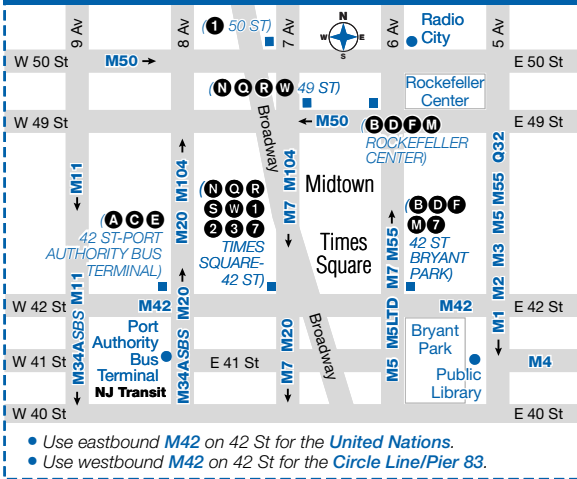 9 Av
8 Av
7 Av
6 Av
5 Av
N
W E
S
(1 50 ST)
Radio
City
W 50 St
M50 →
E 50 St
Rockefeller
Center
(N Q R W 49 ST)
W 49 St
← M50
E 49 St
(B D F M
ROCKEFELLER
CENTER)
Broadway
M11
M20 M104
M7 M104
M5 M55 Q32
Midtown
Times
Square
(A C E
42 ST-PORT
AUTHORITY BUS
TERMINAL)
(N Q R
S W 1
2 3 7
TIMES
SQUARE-
42 ST)
(B D F
M 7
42 ST
BRYANT
PARK)
M34ASBS M11
M34ASBS M20
M7 M20
M5 M5LTD M7 M55
M1 M2 M3
W 42 St
M42
M42
E 42 St
Port
Authority
Bus
Terminal
NJ Transit
Broadway
Bryant
Park
W 41 St
E 41 St
M4
Public
Library
W 40 St
E 40 St
• Use eastbound M42 on 42 St for the United Nations.
• Use westbound M42 on 42 St for the Circle Line/Pier 83.